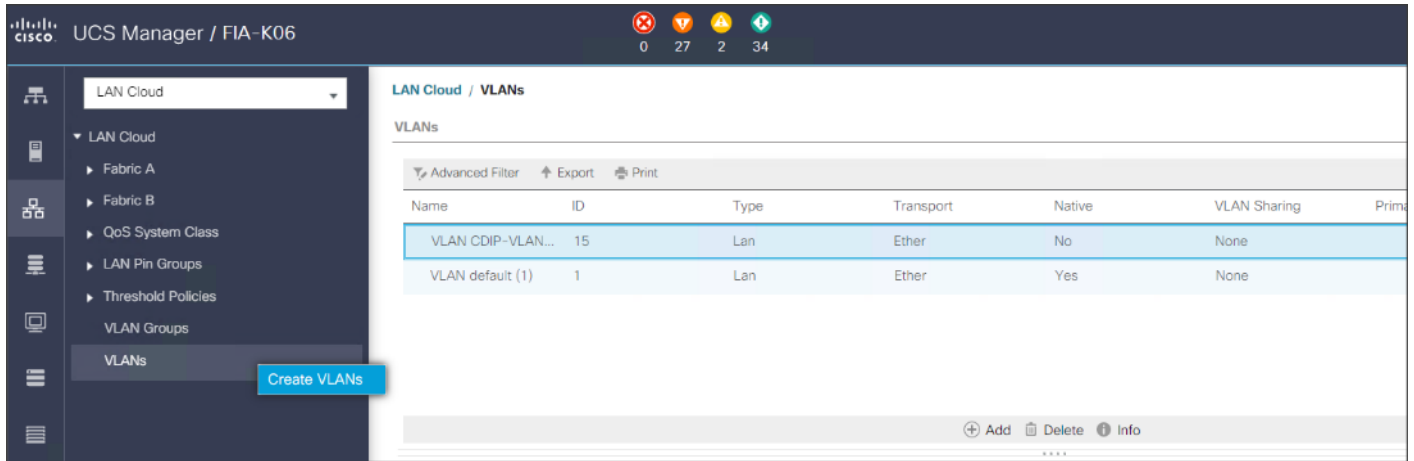 CISCO. UCS Manager / FIA-K06
0 27 2 34
LAN Cloud
LAN Cloud
Fabric A
Fabric B
QoS System Class
LAN Pin Groups
Threshold Policies
VLAN Groups
VLANs
Create VLANs
LAN Cloud / VLANs
VLANs
Advanced Filter Export Print
Name ID Type Transport Native VLAN Sharing Prima
VLAN CDIP-VLAN... 15 Lan Ether No None
VLAN default (1) 1 Lan Ether Yes None
Add Delete Info